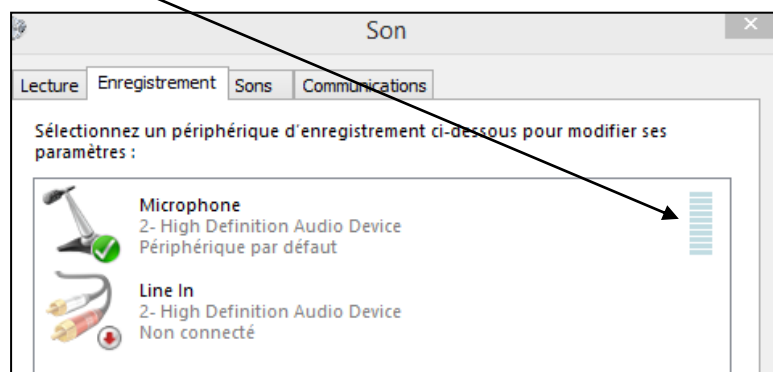 Son
Lecture Enregistrement Sons Communications
Sélectionnez un périphérique d'enregistrement ci-dessous pour modifier ses
paramètres :
Microphone
2- High Definition Audio Device
Périphérique par défaut
Line In
2- High Definition Audio Device
Non connecté